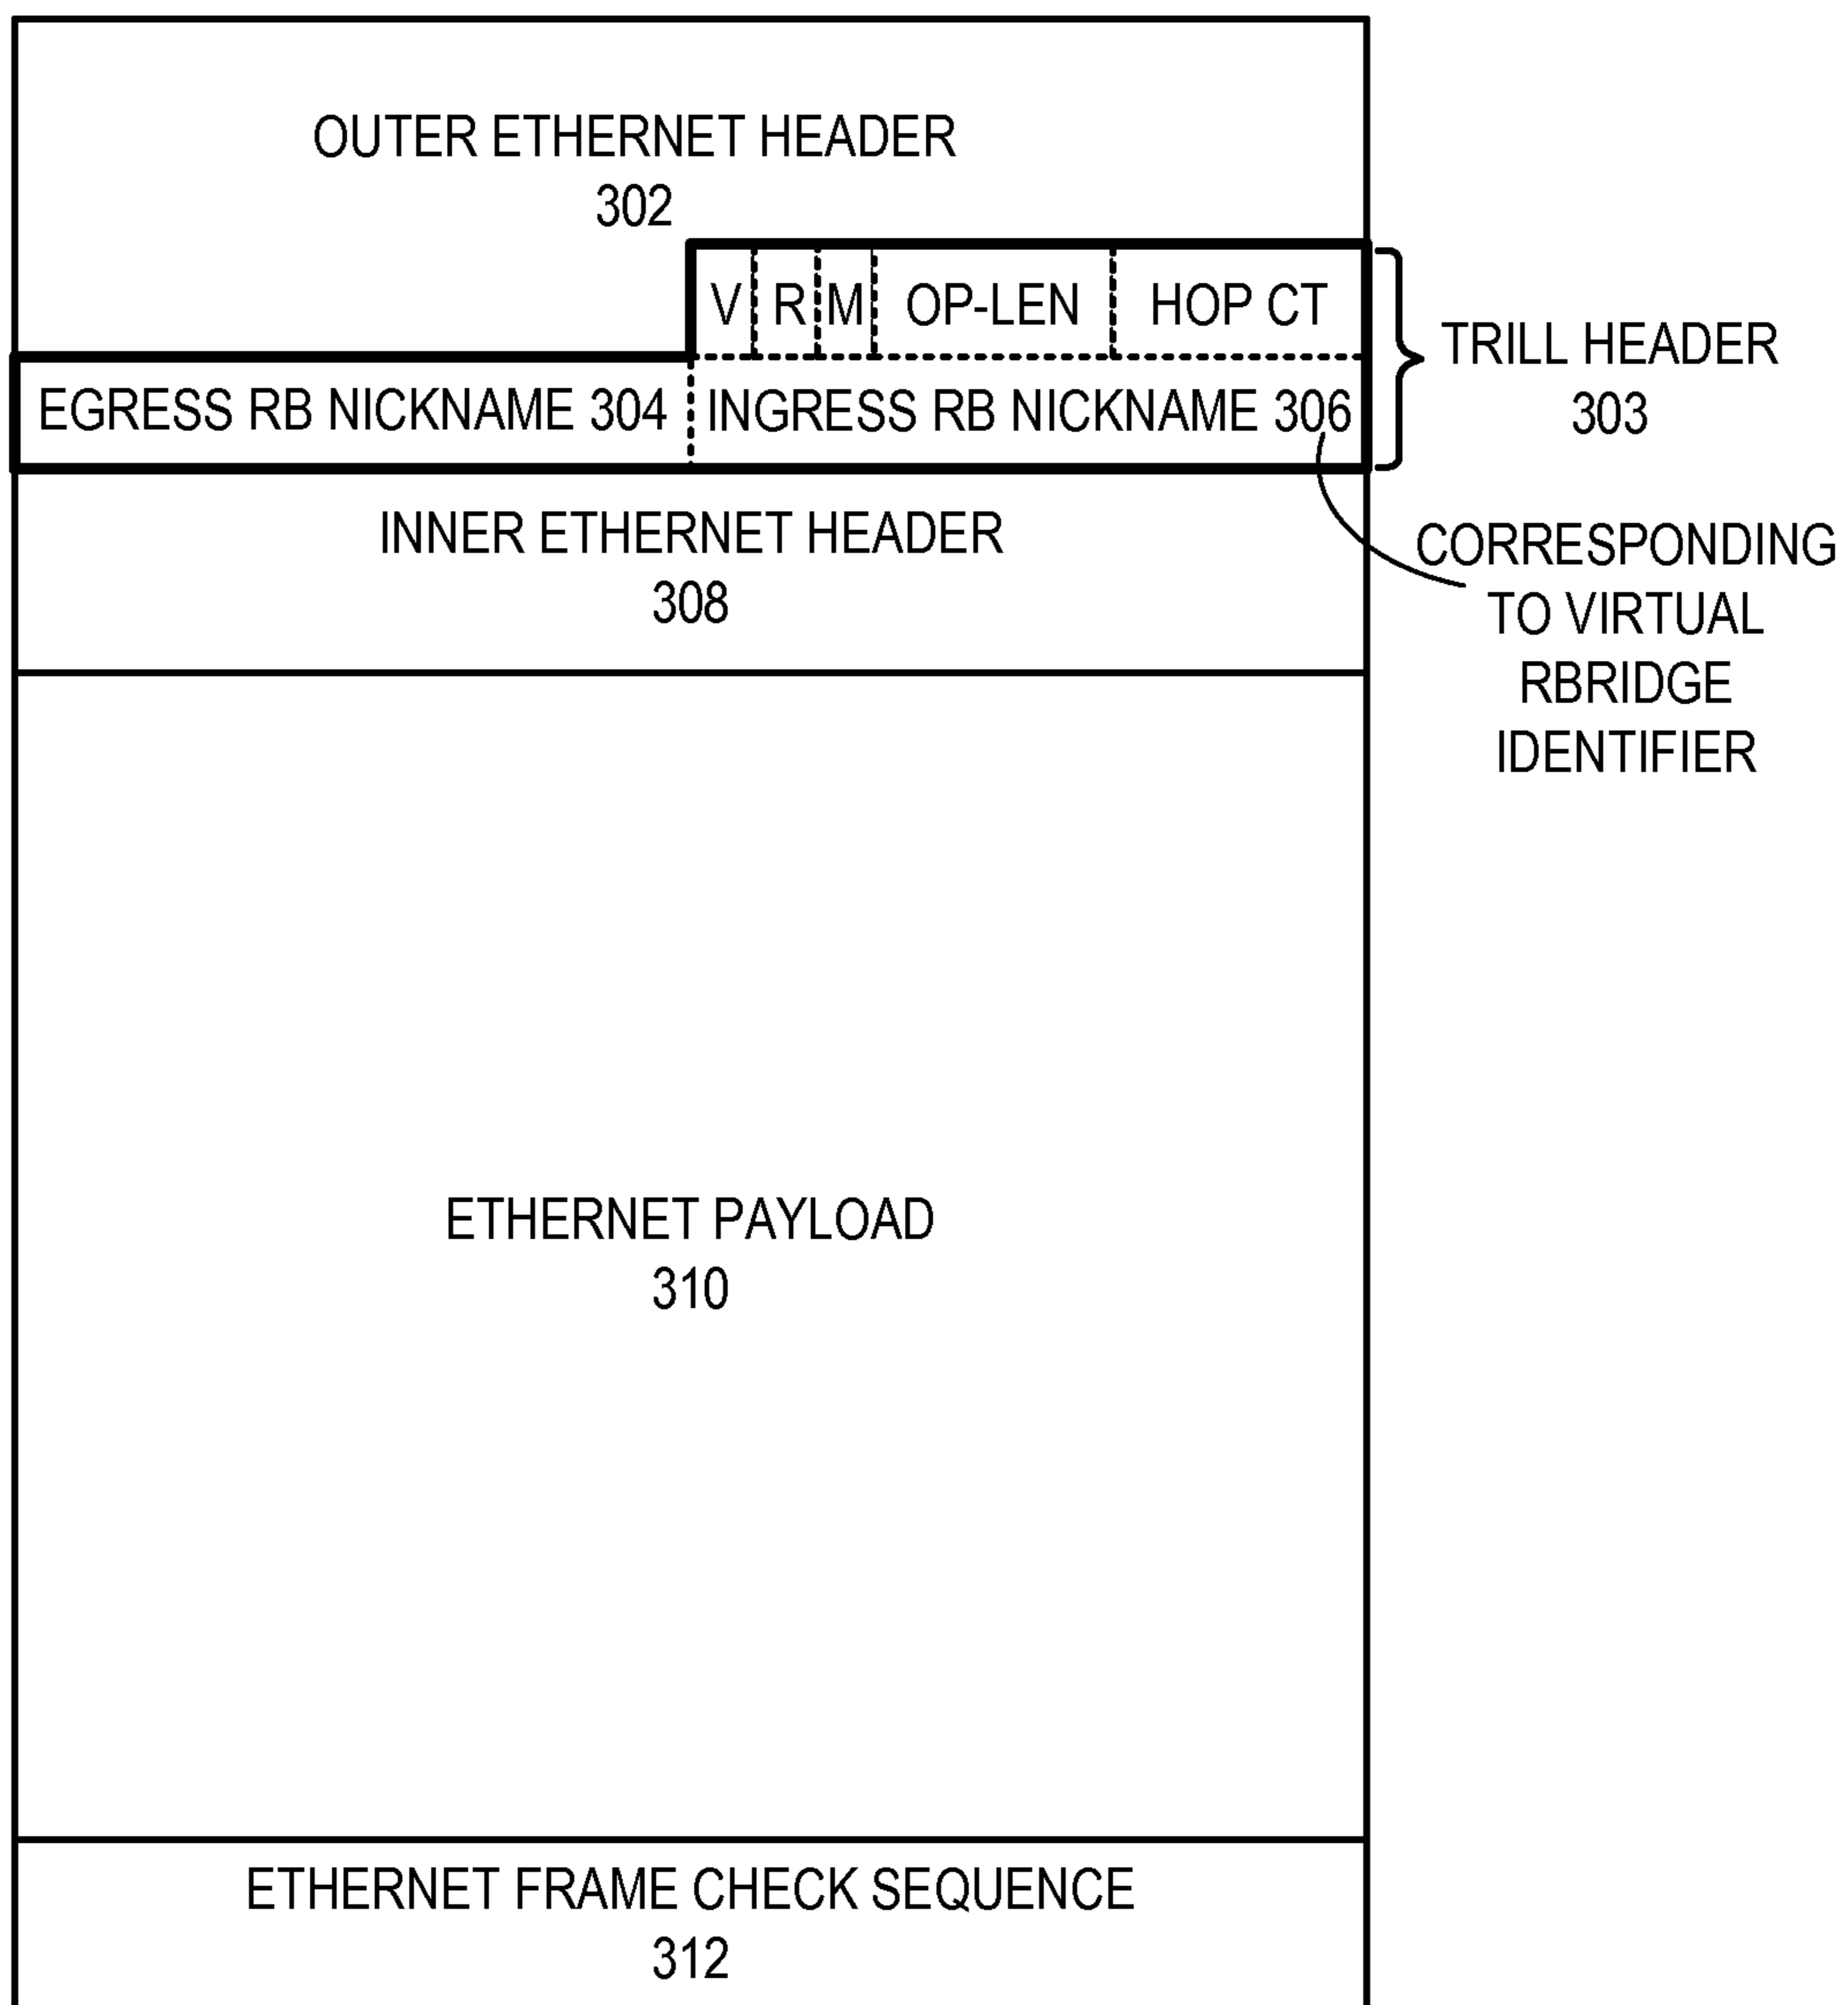 OUTER ETHERNET HEADER
302
V R M OP-LEN HOP CT
EGRESS RB NICKNAME 304 INGRESS RB NICKNAME 306
TRILL HEADER
303
INNER ETHERNET HEADER
308
CORRESPONDING
TO VIRTUAL
RBRIDGE
IDENTIFIER
ETHERNET PAYLOAD
310
ETHERNET FRAME CHECK SEQUENCE
312